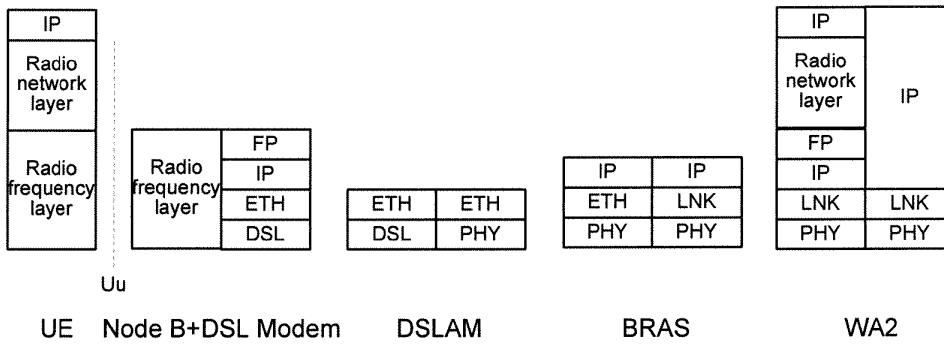 IP
Radio
network
layer
Radio
frequency
layer
Uu
Radio
frequency
layer
FP
IP
ETH
DSL
ETH ETH
DSL PHY
IP IP
ETH LNK
PHY PHY
IP
Radio
network
layer
IP
FP
IP
LNK LNK
PHY PHY
UE Node B+DSL Modem DSLAM BRAS WA2